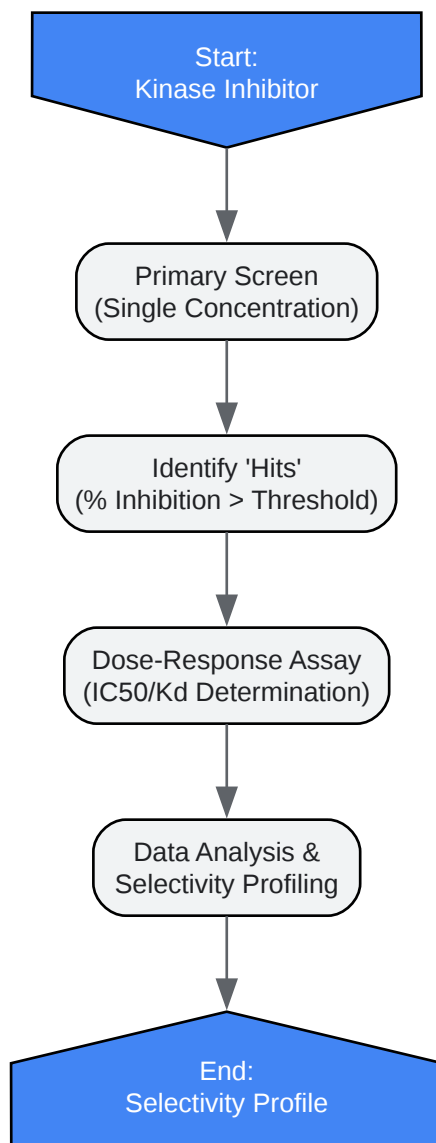 Start:
Kinase Inhibitor
Primary Screen
(Single Concentration)
Identify 'Hits'
(% Inhibition > Threshold)
Dose-Response Assay
(IC50/Kd Determination)
Data Analysis &
Selectivity Profiling
End:
Selectivity Profile